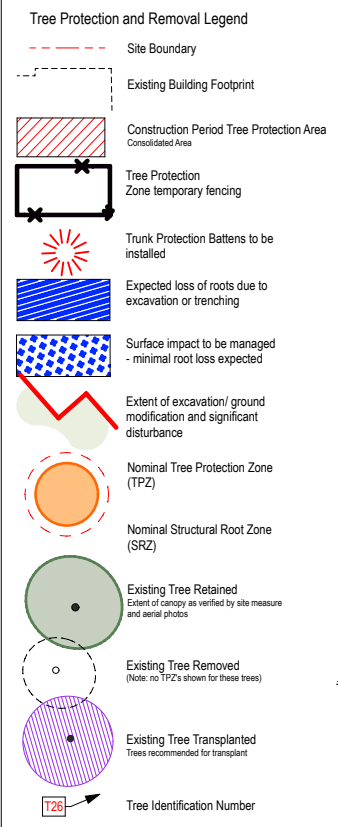 Tree Protection and Removal Legend
Site Boundary
Existing Building Footprint
Construction Period Tree Protection Area
Consolidated Area
Tree Protection
Zone temporary fencing
Trunk Protection Battens to be
installed
Expected loss of roots due to
excavation or trenching
Surface impact to be managed
- minimal root loss expected
Extent of excavation/ ground
modification and significant
disturbance
Nominal Tree Protection Zone
(TPZ)
Nominal Structural Root Zone
(SRZ)
Existing Tree Retained
Extent of canopy as verified by site measure
and aerial photos
Existing Tree Removed
(Note: no TPZ's shown for these trees)
Existing Tree Transplanted
Trees recommended for transplant
T26
Tree Identification Number